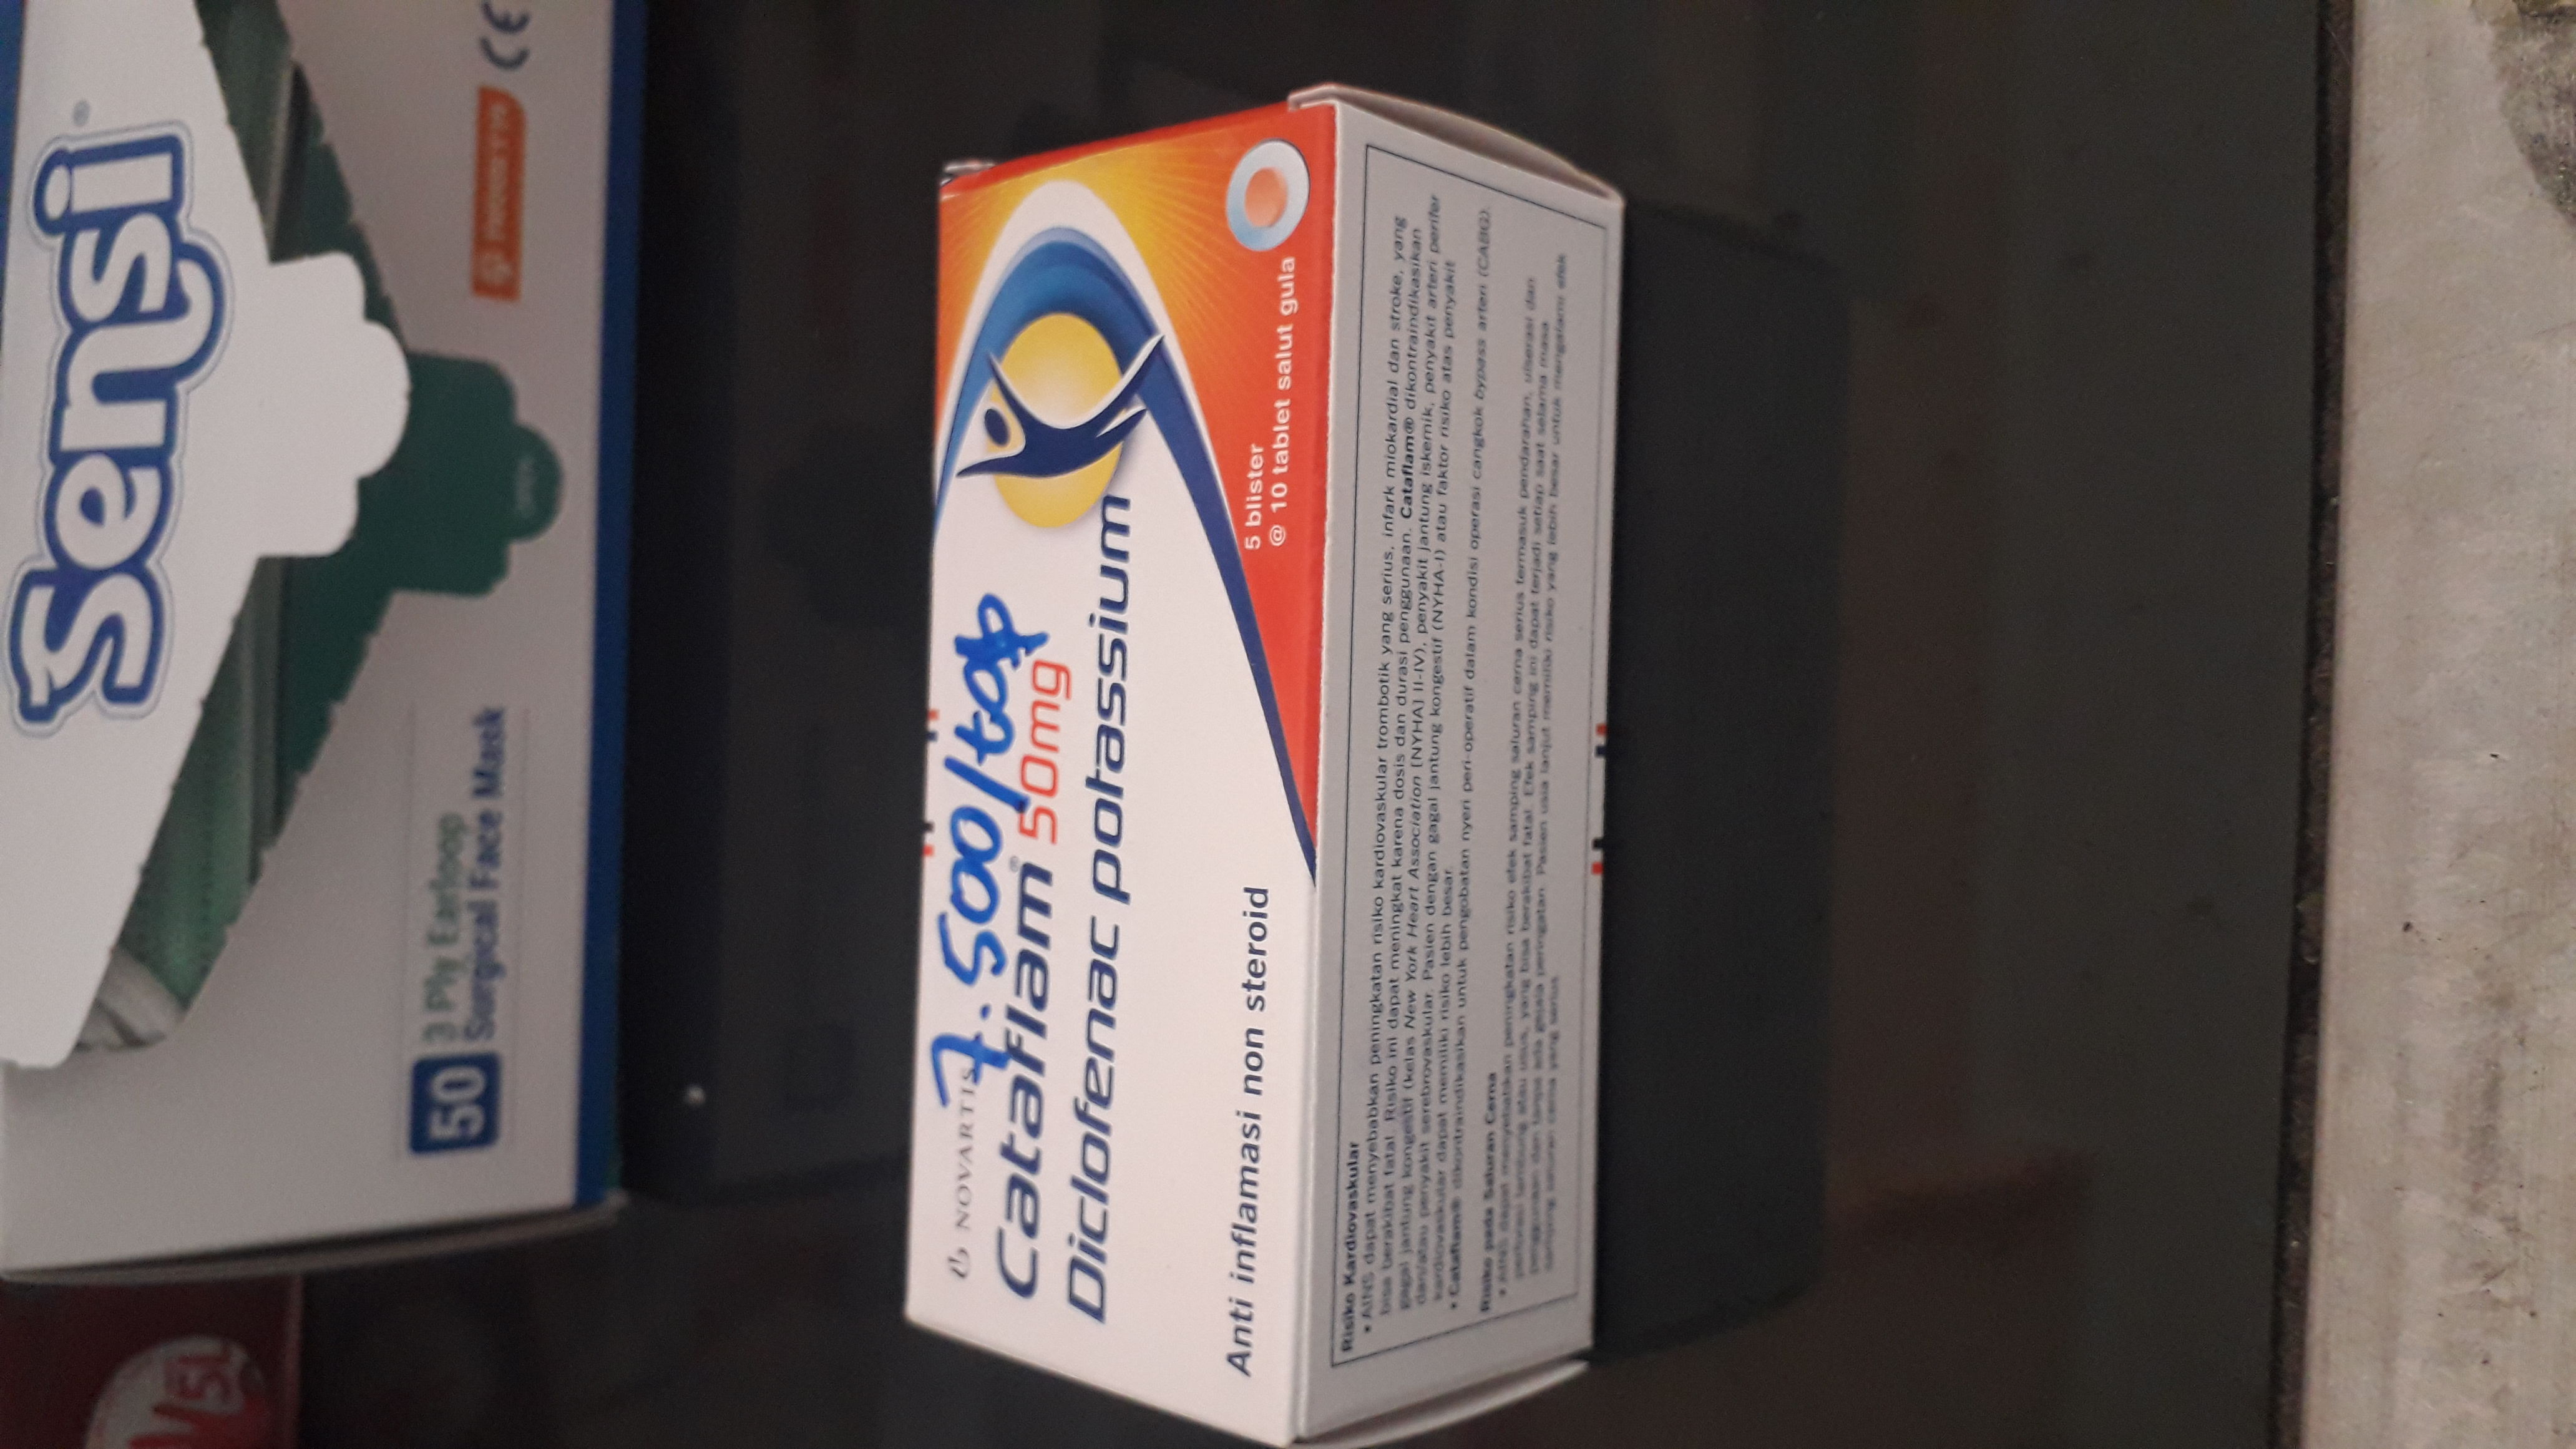 5L
Sensi
50
3 Ply Earloop
Surgical Face Mask
OPEN
CE
NOVARTIS
7.500/tab
Cataflam® 50mg
Diclofenac potassium
Anti inflamasi non steroid
5 blister
@ 10 tablet salut gula
Risiko Kardiovaskular
• AINS dapat menyebabkan peningkatan risiko kardiovaskular trombotik yang serius, infark miokardial dan stroke, yang
bisa berakibat fatal. Risiko ini dapat meningkat karena dosis dan durasi penggunaan. Cataflam® dikontraindikasikan
gagal jantung kongestif (kelas New York Heart Association [NYHA] II-IV), penyakit jantung iskemik, penyakit arteri perifer
dan/atau penyakit serebrovaskular. Pasien dengan gagal jantung kongestif (NYHA-I) atau faktor risiko atas penyakit
kardiovaskular dapat memiliki risiko lebih besar.
• Cataflam® dikontraindikasikan untuk pengobatan nyeri peri-operatif dalam kondisi operasi cangkok bypass arteri (CABG).
Risiko pada Saluran Cerna
• AINS dapat menyebabkan peningkatan risiko efek samping saluran cerna serius termasuk pendarahan, ulserasi dan
perforasi lambung atau usus, yang bisa berakibat fatal. Efek samping ini dapat terjadi setiap saat selama masa
penggunaan dan tanpa ada gejala peringatan. Pasien usia lanjut memiliki risiko yang lebih besar untuk mengalami efek
samping saluran cerna yang serius.